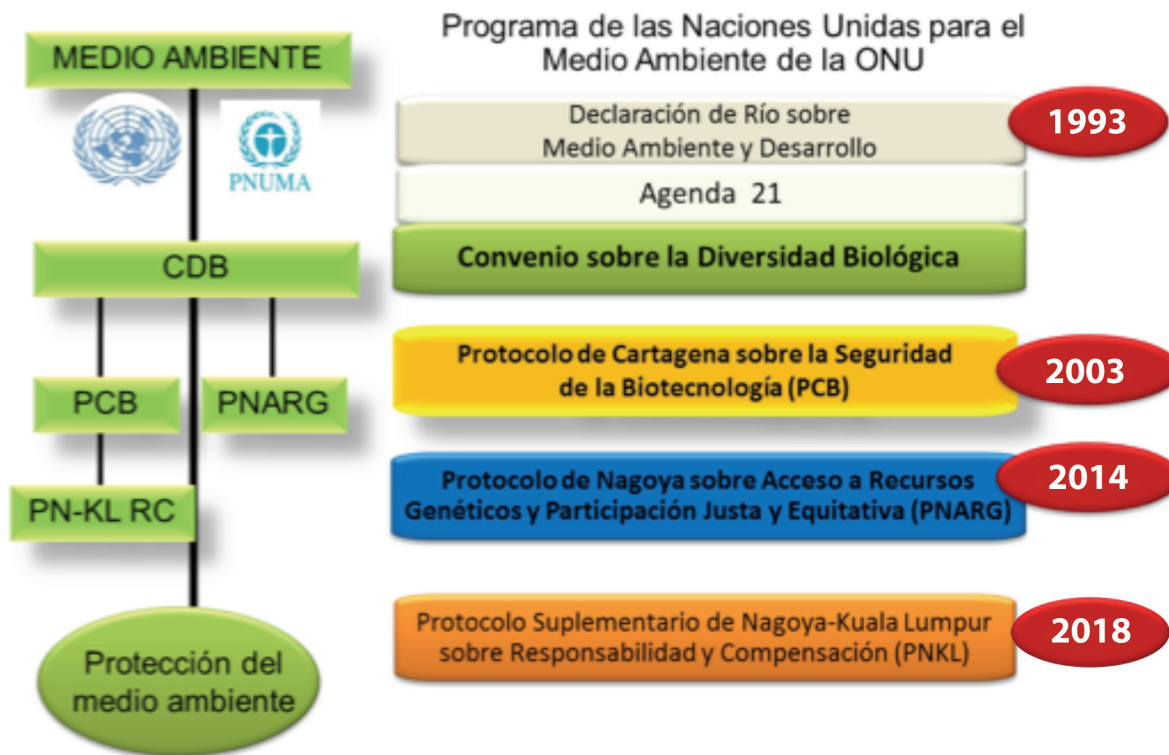 MEDIO AMBIENTE
PNUMA
CDB
PCB
PNARG
PN-KL RC
Protección del
medio ambiente
Programa de las Naciones Unidas para el
Medio Ambiente de la ONU
Declaración de Río sobre
Medio Ambiente y Desarrollo
1993
Agenda 21
Convenio sobre la Diversidad Biológica
Protocolo de Cartagena sobre la Seguridad
de la Biotecnología (PCB)
2003
Protocolo de Nagoya sobre Acceso a Recursos
Genéticos y Participación Justa y Equitativa (PNARG)
2014
Protocolo Suplementario de Nagoya-Kuala Lumpur
sobre Responsabilidad y Compensación (PNKL)
2018